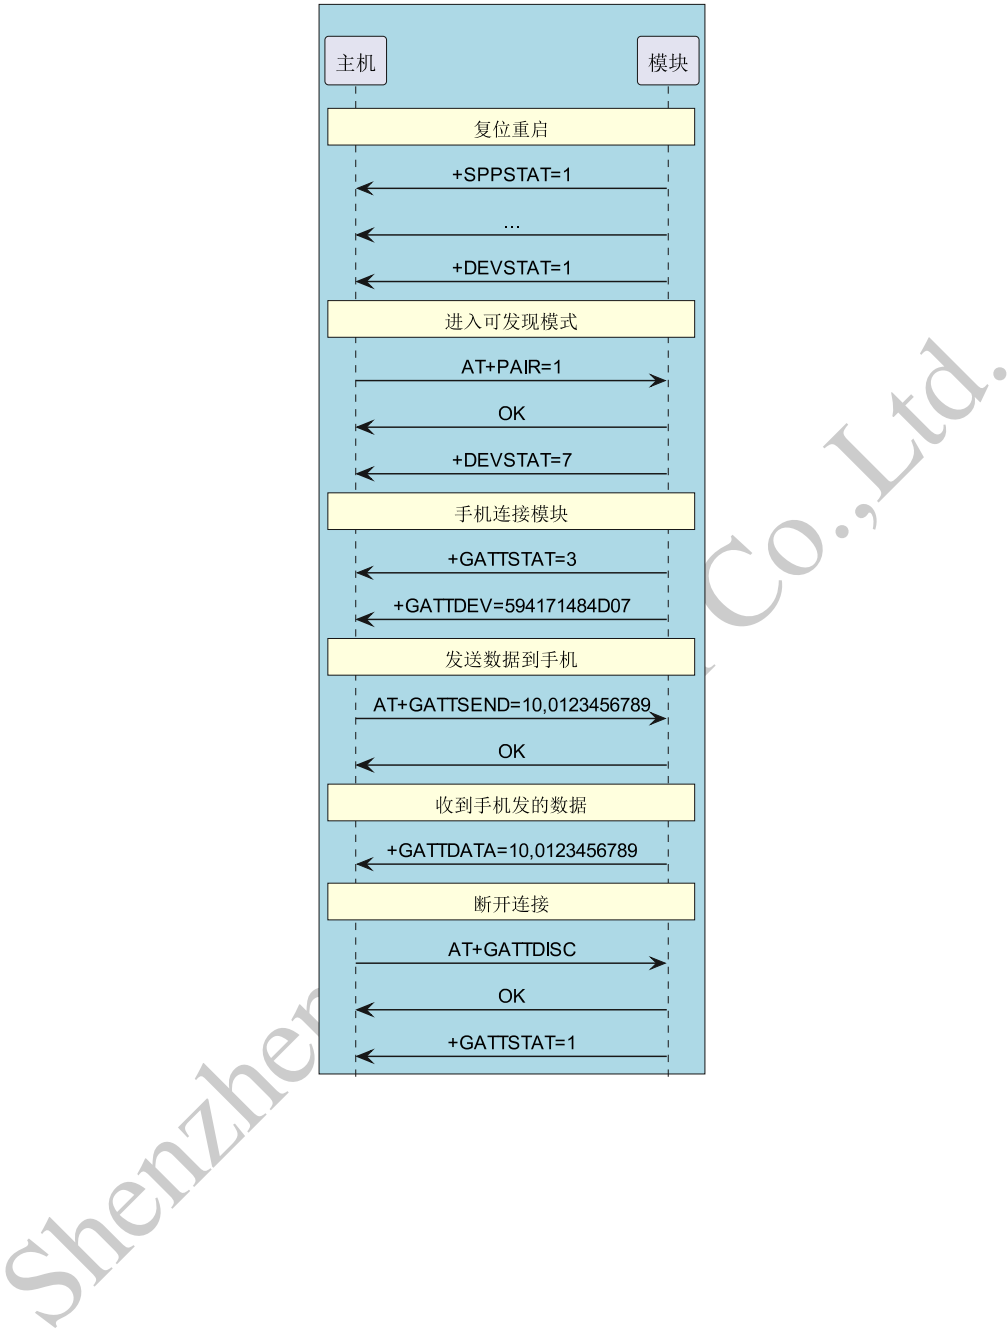 主机 模块
复位重启
+SPPSTAT=1
...
+DEVSTAT=1
进入可发现模式
AT+PAIR=1
OK
+DEVSTAT=7
手机连接模块
+GATTSTAT=3
+GATTDEV=594171484D07
发送数据到手机
AT+GATTSEND=10,0123456789
OK
收到手机发的数据
+GATTDATA=10,0123456789
断开连接
AT+GATTDISC
OK
+GATTSTAT=1
Shenzhen
Co.,Ltd.